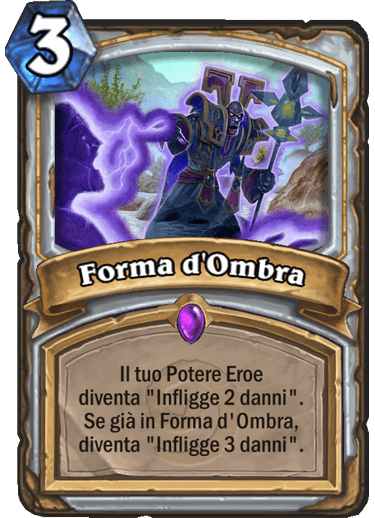 3
Forma d'Ombra
Il tuo Potere Eroe
diventa "Infligge 2 danni".
Se già in Forma d'Ombra,
diventa "Infligge 3 danni".